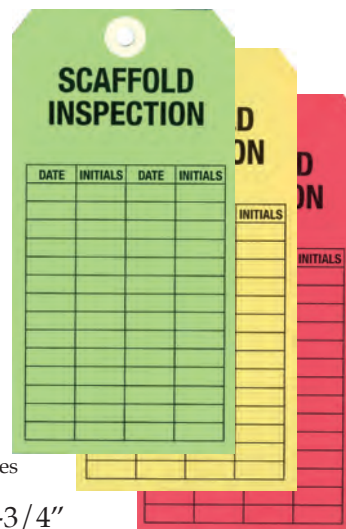 SCAFFOLD
INSPECTION
DATE INITIALS DATE INITIALS
D
ON
INITIALS
D
ON
INITIALS
es
-3/4"